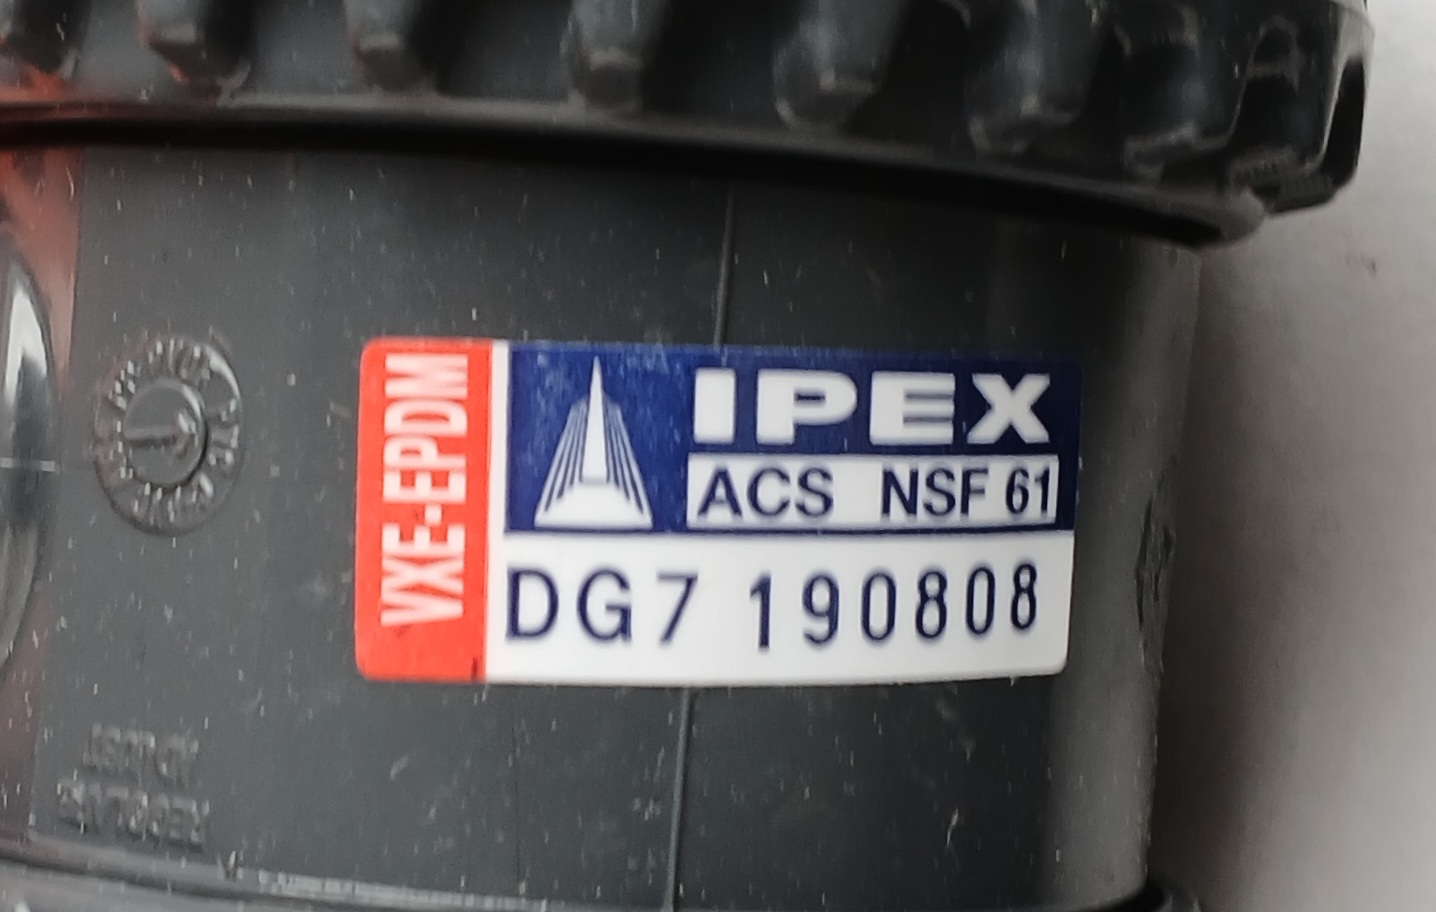 VXE-EPDM
IPEX
ACS NSF 61
DG7 190808